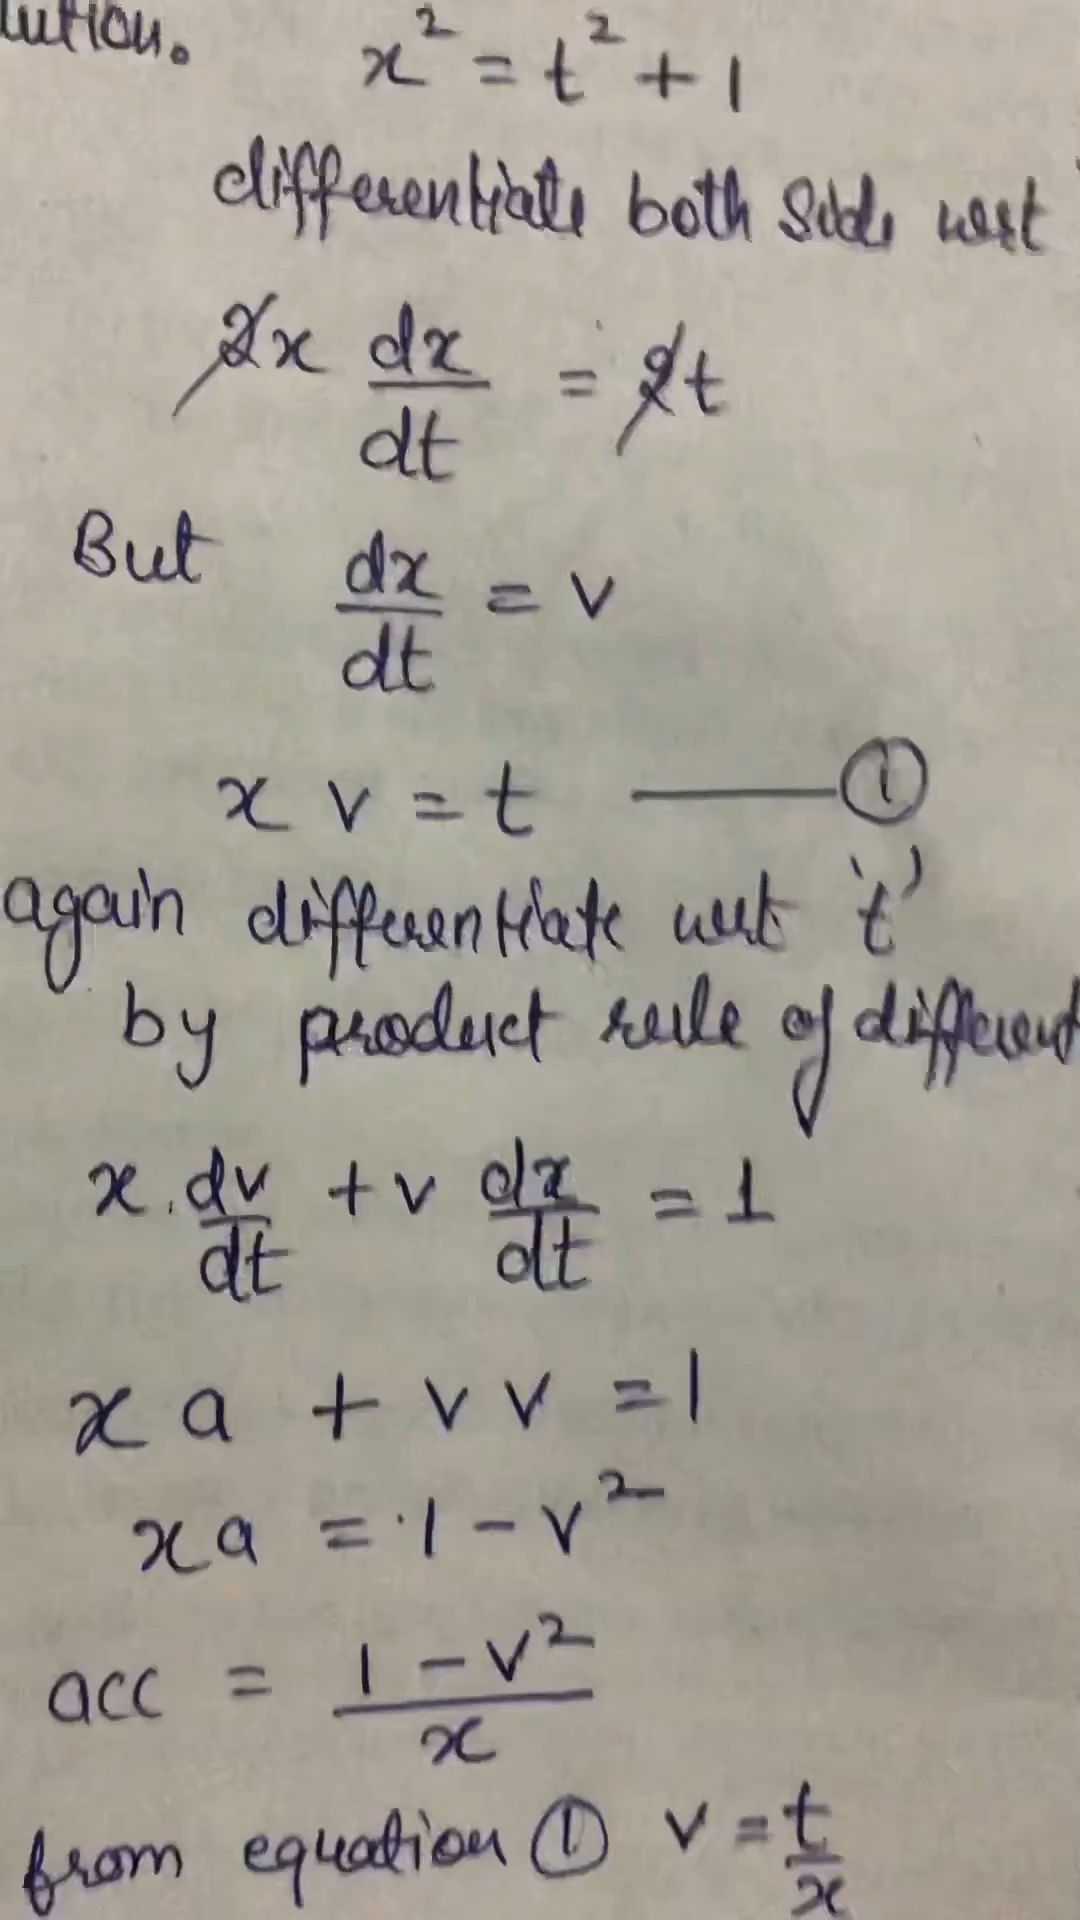 lution. x² = t² + 1
differentiate both side wrt
2x dx/dt = 2t
But dx/dt = v
x v = t ——— ①
again differentiate wrt 't'
by product rule of different
x . dv/dt + v dx/dt = 1
x a + v v = 1
x a = 1 - v²
acc = 1 - v²/x
from equation ① v = t/x